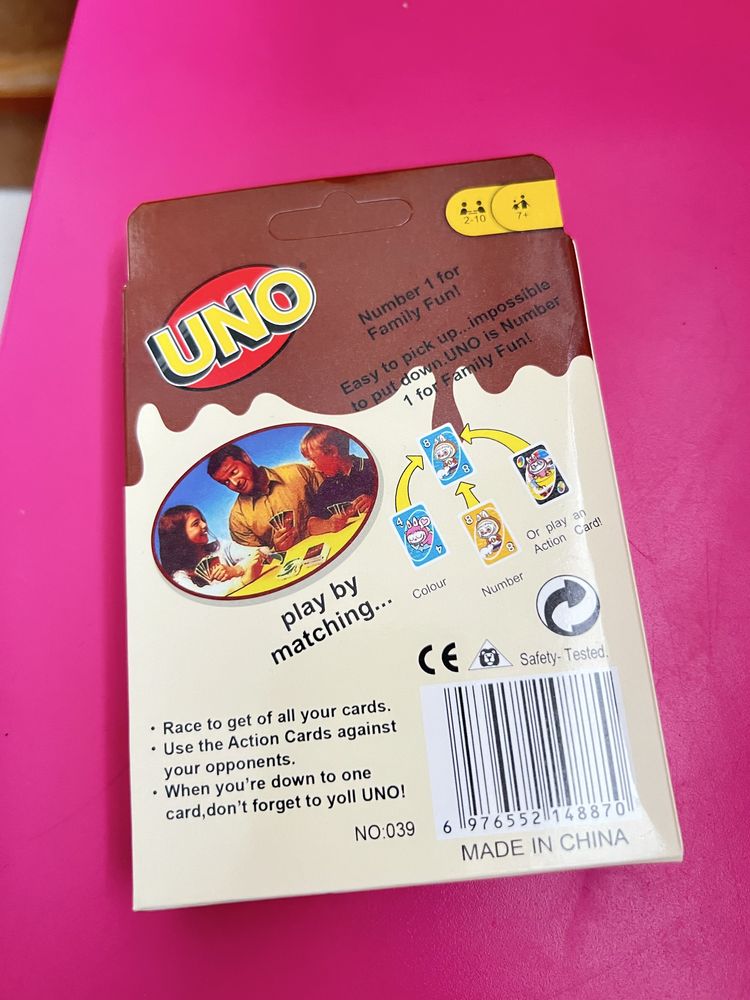 2-10
7+
UNO
Number 1 for
Family Fun!
Easy to pick up...impossible
to put down.UNO is Number
1 for Family Fun!
8
8
4
4
8
8
Colour
Number
Or play an
Action Card!
play by
matching...
CE
Safety- Tested.
• Race to get of all your cards.
• Use the Action Cards against
your opponents.
• When you're down to one
card,don't forget to yoll UNO!
NO:039
6 976552 148870
MADE IN CHINA